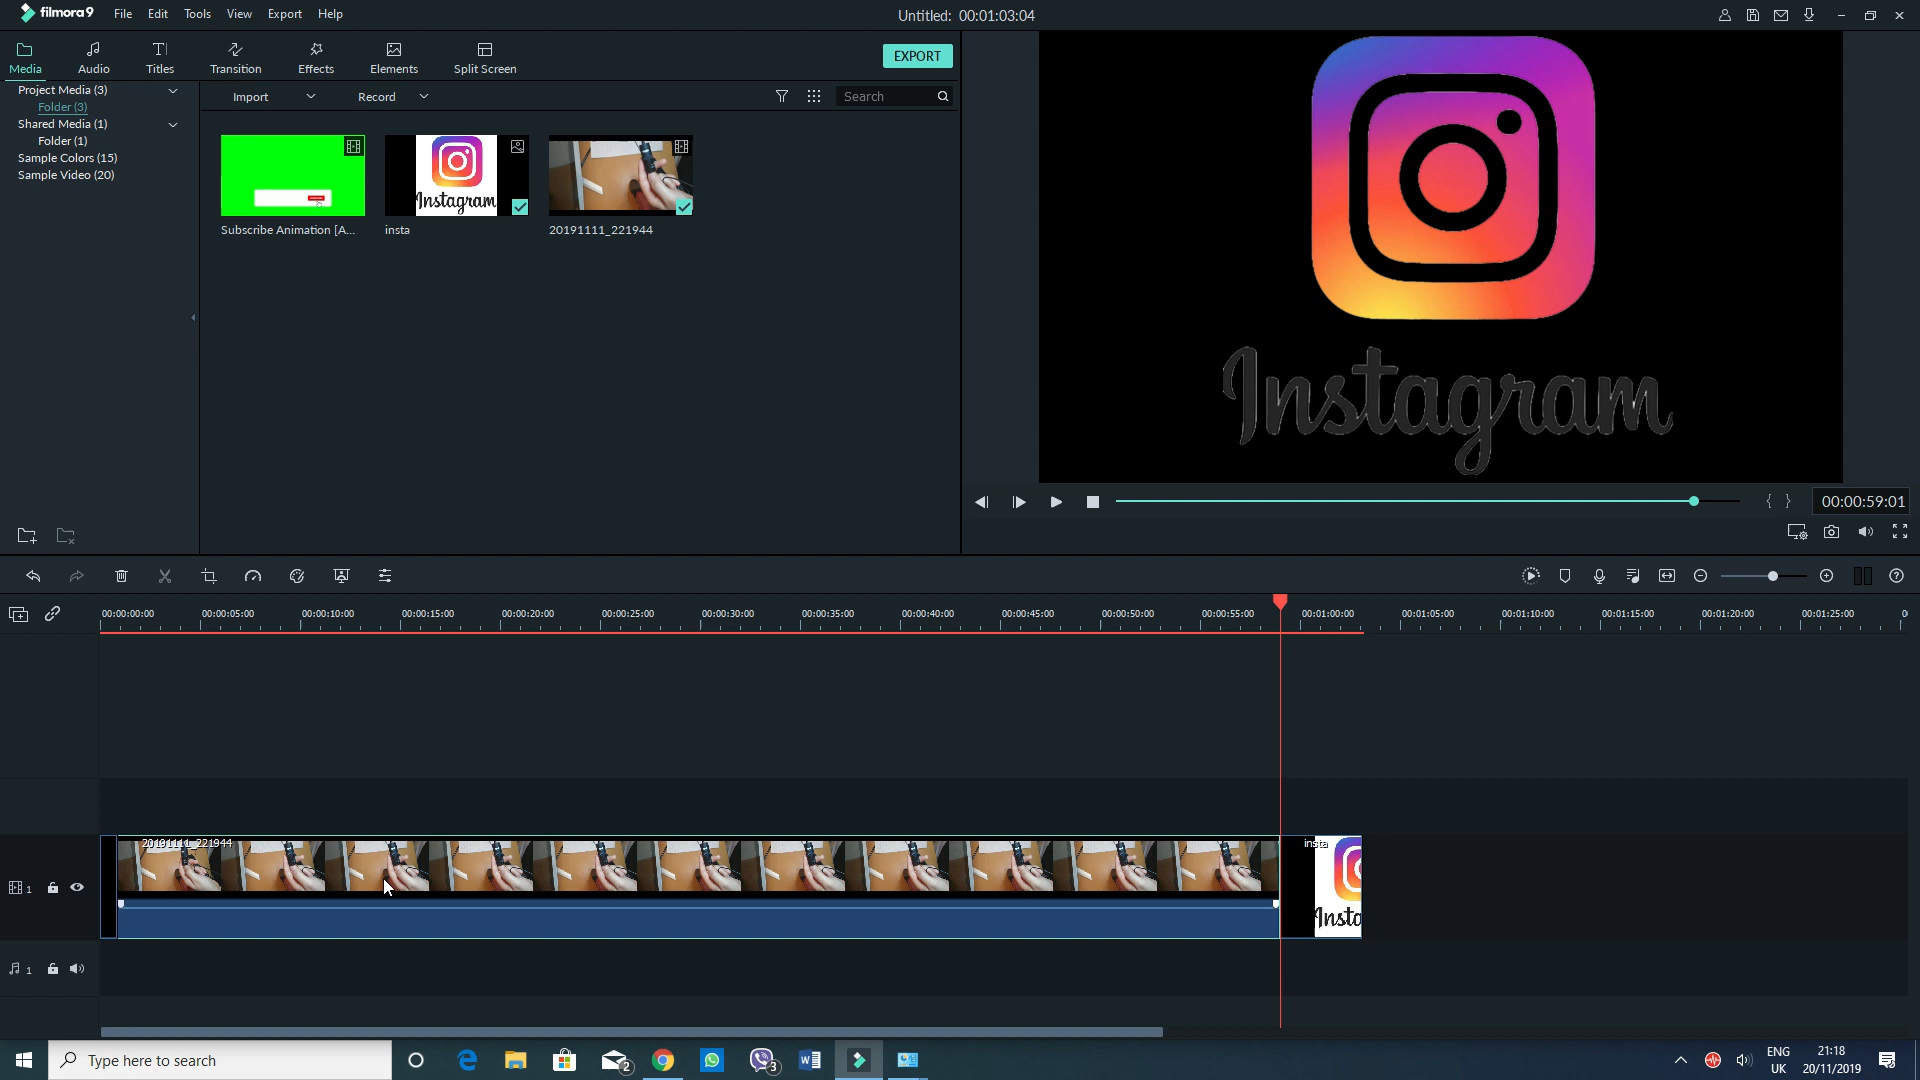 filmora9 File Edit Tools View Export Help
Untitled: 00:01:03:04
Media Audio Titles Transition Effects Elements Split Screen
EXPORT
Project Media (3)
Folder (3)
Shared Media (1)
Folder (1)
Sample Colors (15)
Sample Video (20)
Import Record Search
Instagram
Subscribe Animation [A... insta 20191111_221944
Instagram
00:00:59:01
00:00:00:00 00:00:05:00 00:00:10:00 00:00:15:00 00:00:20:00 00:00:25:00 00:00:30:00 00:00:35:00 00:00:40:00 00:00:45:00 00:00:50:00 00:00:55:00 00:01:00:00 00:01:05:00 00:01:10:00 00:01:15:00 00:01:20:00 00:01:25:00
20191111_221944 insta
1
Insta
1
Type here to search
2
3
ENG
UK
21:18
20/11/2019